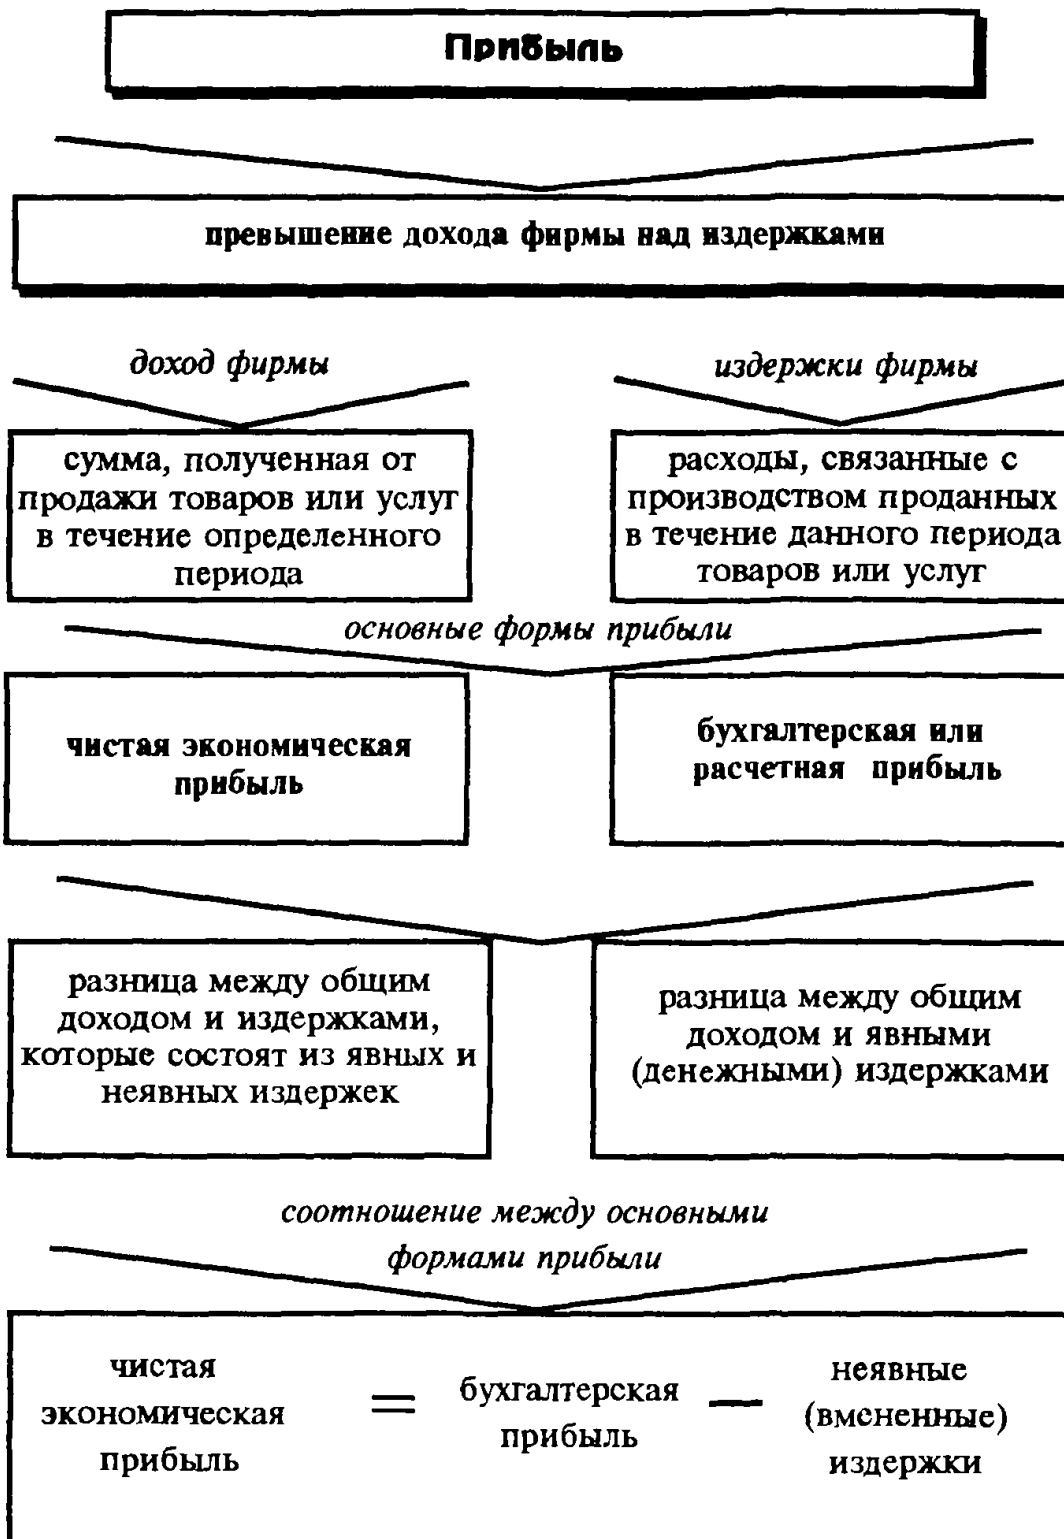 Прибыль
превышение дохода фирмы над издержками
доход фирмы
сумма, полученная от
продажи товаров или услуг
в течение определенного
периода
издержки фирмы
расходы, связанные с
производством проданных
в течение данного периода
товаров или услуг
основные формы прибыли
чистая экономическая
прибыль
бухгалтерская или
расчетная прибыль
разница между общим
доходом и издержками,
которые состоят из явных и
неявных издержек
разница между общим
доходом и явными
(денежными) издержками
соотношение между основными
формами прибыли
чистая
экономическая
прибыль
=
бухгалтерская
прибыль
—
неявные
(вмененные)
издержки